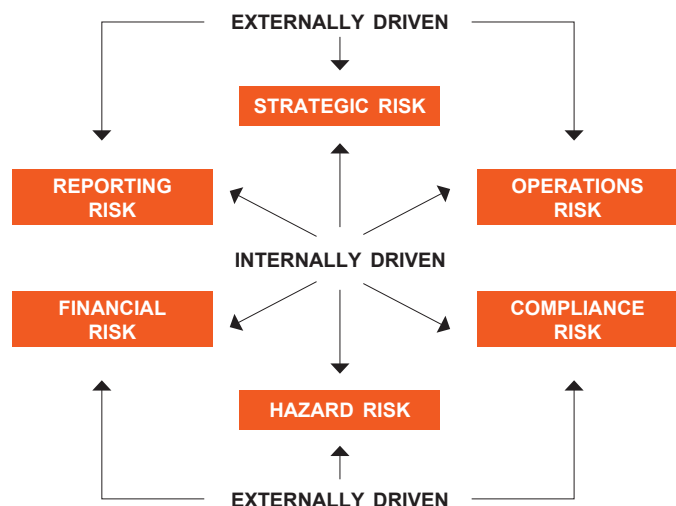 EXTERNALLY DRIVEN
STRATEGIC RISK
REPORTING
RISK
OPERATIONS
RISK
INTERNALLY DRIVEN
FINANCIAL
RISK
COMPLIANCE
RISK
HAZARD RISK
EXTERNALLY DRIVEN